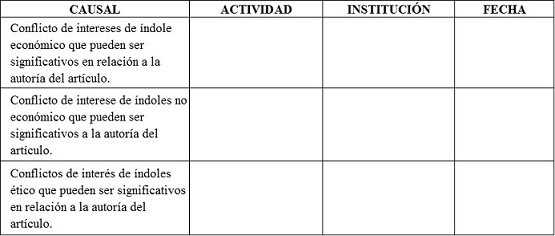 CAUSAL ACTIVIDAD INSTITUCIÓN FECHA
Conflicto de intereses de índole
económico que pueden ser
significativos en relación a la
autoría del artículo.
Conflicto de interese de índoles no
económico que pueden ser
significativos a la autoría del
artículo.
Conflictos de interés de índoles
ético que pueden ser significativos
en relación a la autoría del
artículo.